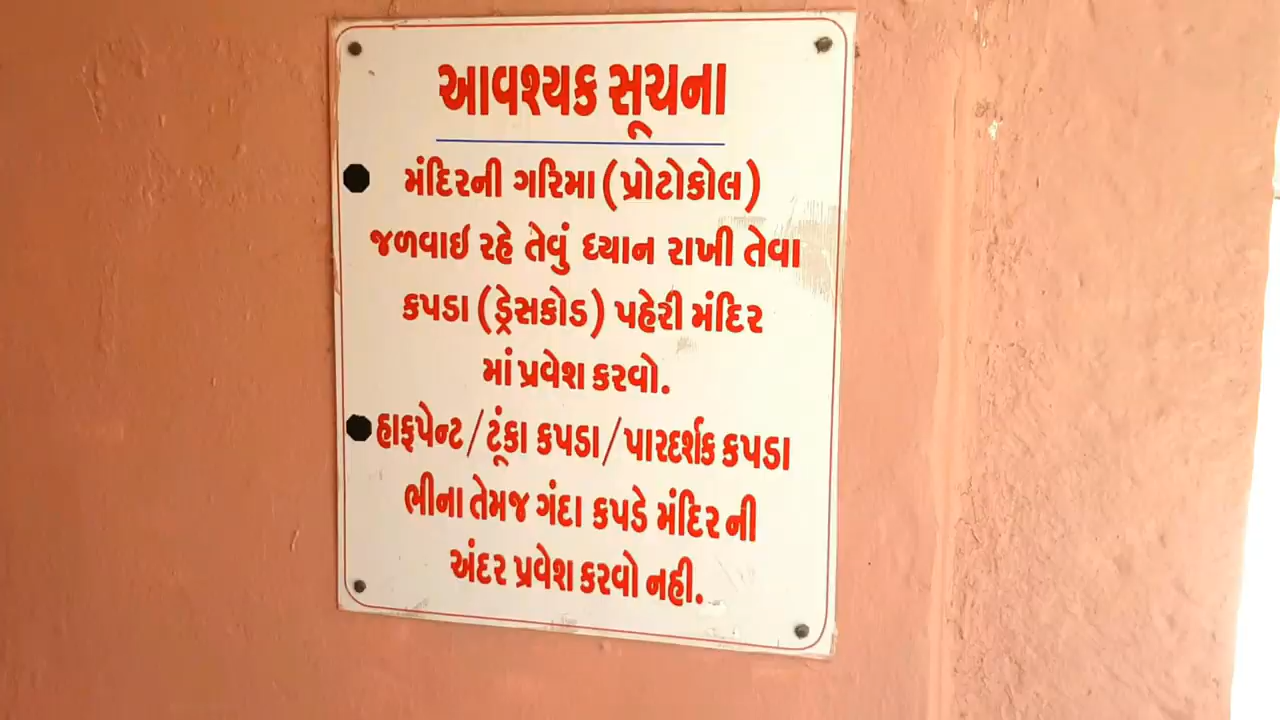 આવશ્યક સૂચના
મંદિરની ગરિમા (પ્રોટોકોલ)
જળવાઈ રહે તેવું ધ્યાન રાખી તેવા
કપડા (ડ્રેસકોડ) પહેરી મંદિર
માં પ્રવેશ કરવો.
હાફપેન્ટ / ટૂંકા કપડા / પારદર્શક કપડા
ભીના તેમજ ગંદા કપડે મંદિર ની
અંદર પ્રવેશ કરવો નહી.